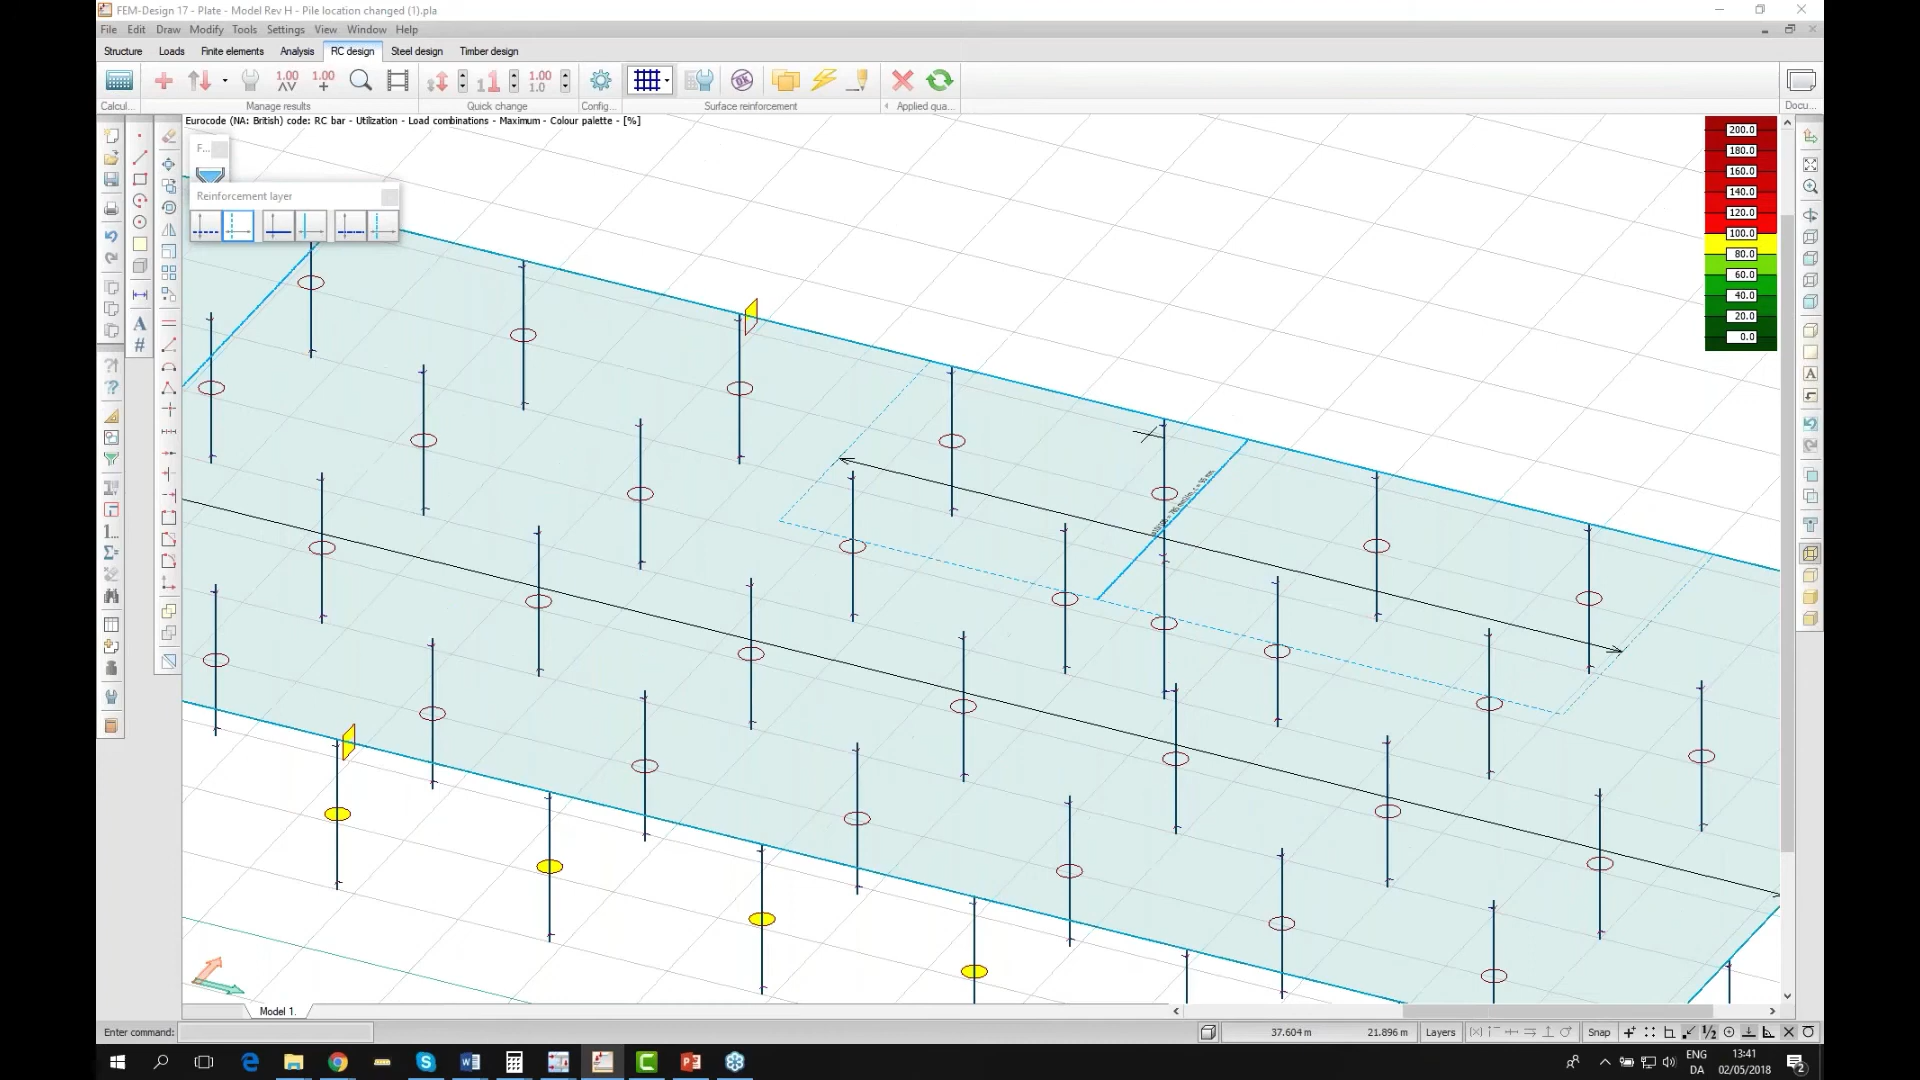 FEM-Design 17 - Plate - Model Rev H - Pile location changed (1).pla
File Edit Draw Modify Tools Settings View Window Help
Structure Loads Finite elements Analysis RC design Steel design Timber design
1.00 1.00 1.00
1.0
Calcul... Manage results Quick change Config... Surface reinforcement Applied qua... Docu...
Eurocode (NA: British) code: RC bar - Utilization - Load combinations - Maximum - Colour palette - [%]
F...
Reinforcement layer
200.0
180.0
160.0
140.0
120.0
100.0
80.0
60.0
40.0
20.0
0.0
Model 1.
Enter command:
37.604 m 21.896 m Layers Snap
ENG
DA
13:41
02/05/2018
2